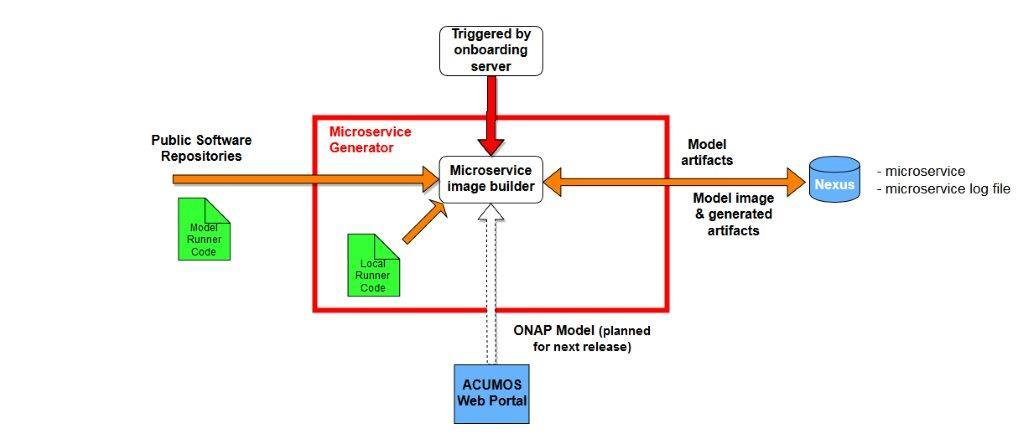 Triggered by
onboarding
server
Microservice
Generator
Public Software
Repositories
Microservice
image builder
Model
artifacts
Model image
& generated
artifacts
Nexus
- microservice
- microservice log file
Model
Runner
Code
Local
Runner
Code
ONAP Model (planned
for next release)
ACUMOS
Web Portal